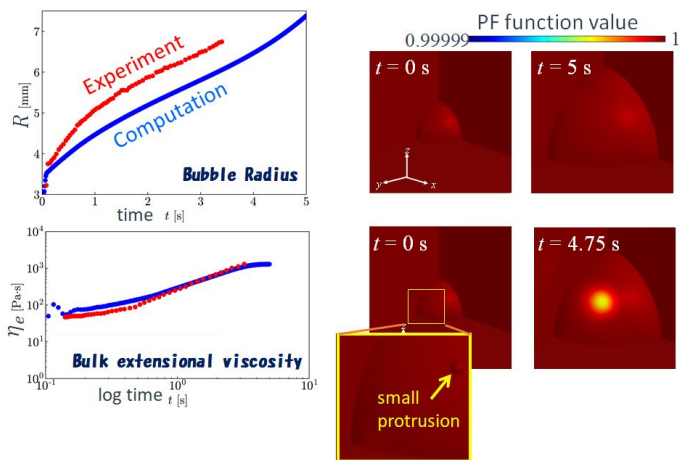 PF function value
0.99999
1
7
6
5
4
3
R [mm]
Experiment
Computation
Bubble Radius
0
1
2
3
4
5
time t [s]
t = 0 s
t = 5 s
z
y
x
10⁴
10³
10²
10¹
10⁰
ηe [Pa·s]
Bulk extensional viscosity
10⁻¹
10⁰
10¹
log time t [s]
t = 0 s
t = 4.75 s
z
small
protrusion